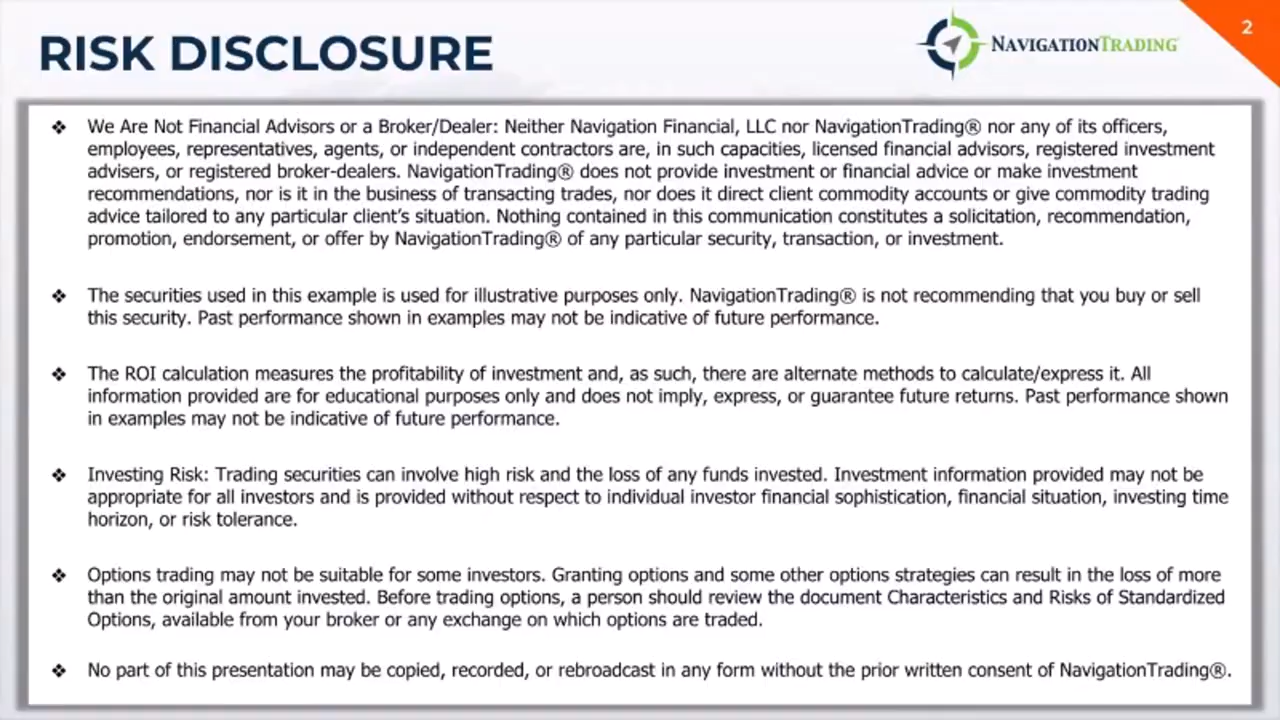 RISK DISCLOSURE
NAVIGATIONTRADING®
2
❖ We Are Not Financial Advisors or a Broker/Dealer: Neither Navigation Financial, LLC nor NavigationTrading® nor any of its officers,
employees, representatives, agents, or independent contractors are, in such capacities, licensed financial advisors, registered investment
advisers, or registered broker-dealers. NavigationTrading® does not provide investment or financial advice or make investment
recommendations, nor is it in the business of transacting trades, nor does it direct client commodity accounts or give commodity trading
advice tailored to any particular client's situation. Nothing contained in this communication constitutes a solicitation, recommendation,
promotion, endorsement, or offer by NavigationTrading® of any particular security, transaction, or investment.
❖ The securities used in this example is used for illustrative purposes only. NavigationTrading® is not recommending that you buy or sell
this security. Past performance shown in examples may not be indicative of future performance.
❖ The ROI calculation measures the profitability of investment and, as such, there are alternate methods to calculate/express it. All
information provided are for educational purposes only and does not imply, express, or guarantee future returns. Past performance shown
in examples may not be indicative of future performance.
❖ Investing Risk: Trading securities can involve high risk and the loss of any funds invested. Investment information provided may not be
appropriate for all investors and is provided without respect to individual investor financial sophistication, financial situation, investing time
horizon, or risk tolerance.
❖ Options trading may not be suitable for some investors. Granting options and some other options strategies can result in the loss of more
than the original amount invested. Before trading options, a person should review the document Characteristics and Risks of Standardized
Options, available from your broker or any exchange on which options are traded.
❖ No part of this presentation may be copied, recorded, or rebroadcast in any form without the prior written consent of NavigationTrading®.